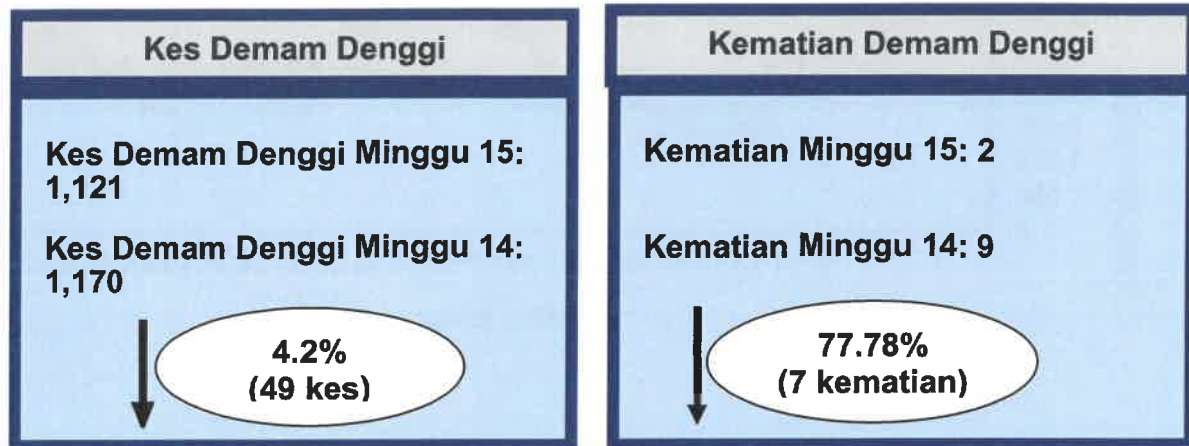 Kes Demam Denggi
Kes Demam Denggi Minggu 15:
1,121
Kes Demam Denggi Minggu 14:
1,170
4.2%
(49 kes)
Kematian Demam Denggi
Kematian Minggu 15: 2
Kematian Minggu 14: 9
77.78%
(7 kematian)